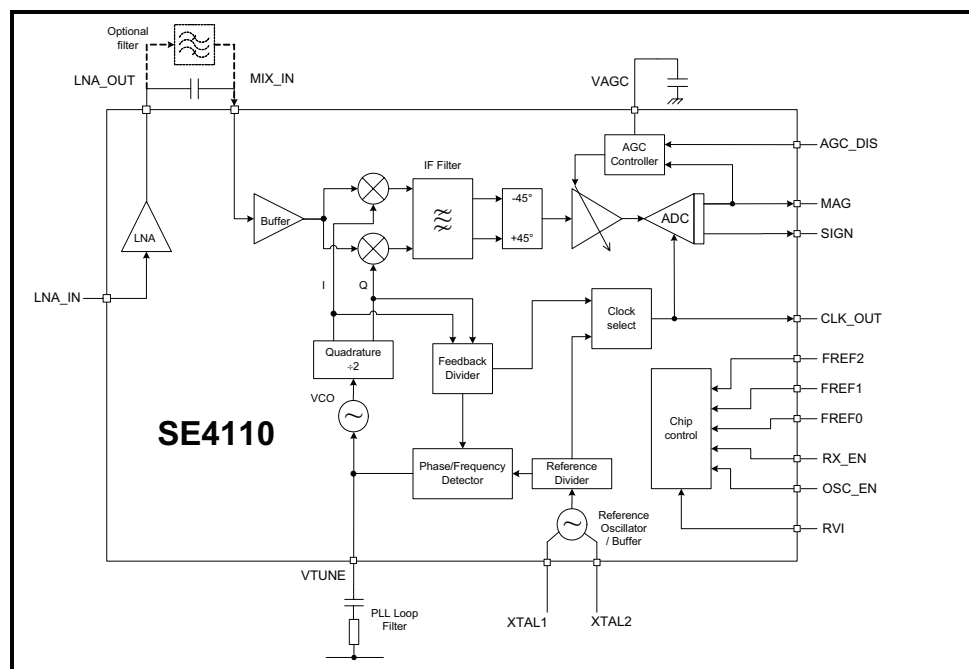 Optional
filter
LNA_OUT
MIX_IN
VAGC
AGC
Controller
AGC_DIS
IF Filter
MAG
-45°
+45°
Buffer
ADC
SIGN
LNA
LNA_IN
I
Q
Clock
select
CLK_OUT
Quadrature
÷2
Feedback
Divider
FREF2
VCO
FREF1
SE4110
Chip
control
FREF0
Phase/Frequency
Detector
Reference
Divider
RX_EN
OSC_EN
Reference
Oscillator
/ Buffer
RVI
VTUNE
PLL Loop
Filter
XTAL1
XTAL2